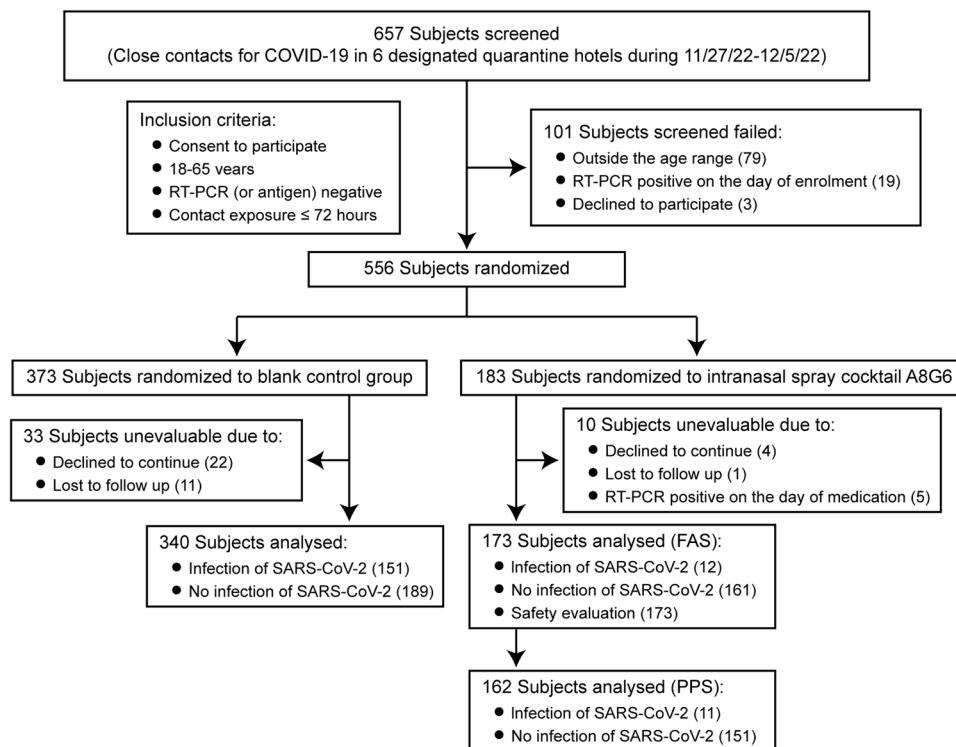 657 Subjects screened
(Close contacts for COVID-19 in 6 designated quarantine hotels during 11/27/22-12/5/22)
Inclusion criteria:
● Consent to participate
● 18-65 vears
● RT-PCR (or antigen) negative
● Contact exposure ≤ 72 hours
101 Subjects screened failed:
● Outside the age range (79)
● RT-PCR positive on the day of enrolment (19)
● Declined to participate (3)
556 Subjects randomized
373 Subjects randomized to blank control group
183 Subjects randomized to intranasal spray cocktail A8G6
33 Subjects unevaluable due to:
● Declined to continue (22)
● Lost to follow up (11)
10 Subjects unevaluable due to:
● Declined to continue (4)
● Lost to follow up (1)
● RT-PCR positive on the day of medication (5)
340 Subjects analysed:
● Infection of SARS-CoV-2 (151)
● No infection of SARS-CoV-2 (189)
173 Subjects analysed (FAS):
● Infection of SARS-CoV-2 (12)
● No infection of SARS-CoV-2 (161)
● Safety evaluation (173)
162 Subjects analysed (PPS):
● Infection of SARS-CoV-2 (11)
● No infection of SARS-CoV-2 (151)